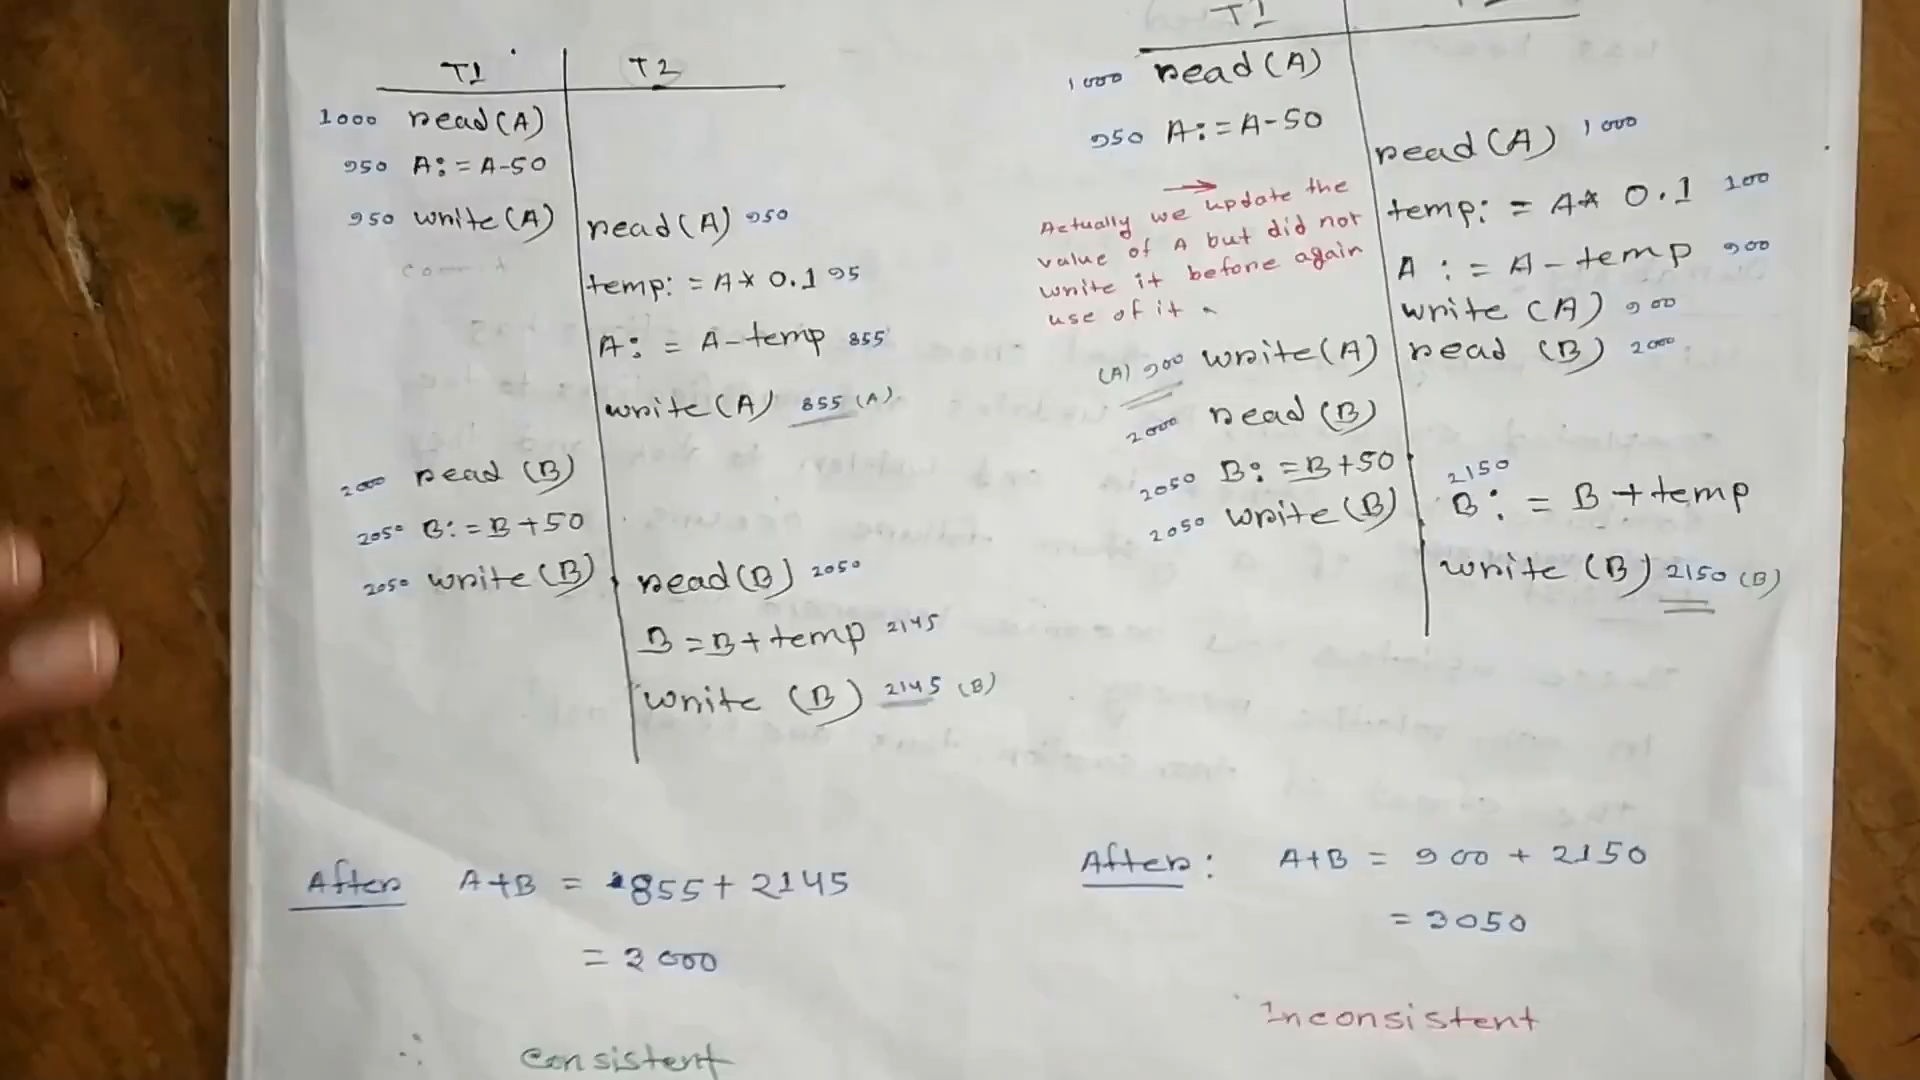 T1 T2
1000 read(A)
950 A:=A-50
950 write(A) read(A) 950
commit temp:=A*0.1 95
A:=A-temp 855
write(A) 855 (A)
2000 read (B)
2050 B:=B+50
2050 write(B) read(B) 2050
B=B+temp 2145
write (B) 2145 (B)
After A+B = 855+2145
= 3000
∴ consistent
T1
1000 read(A)
950 A:=A-50 read(A) 1000
→ temp:=A*0.1 100
Actually we update the
value of A but did not A:=A-temp 900
write it before again
use of it write (A) 900
(A) 900 write(A) read (B) 2000
2000 read (B)
2050 B:=B+50 2150
2050 write(B) B:=B+temp
write (B) 2150 (B)
After: A+B = 900+2150
= 3050
Inconsistent